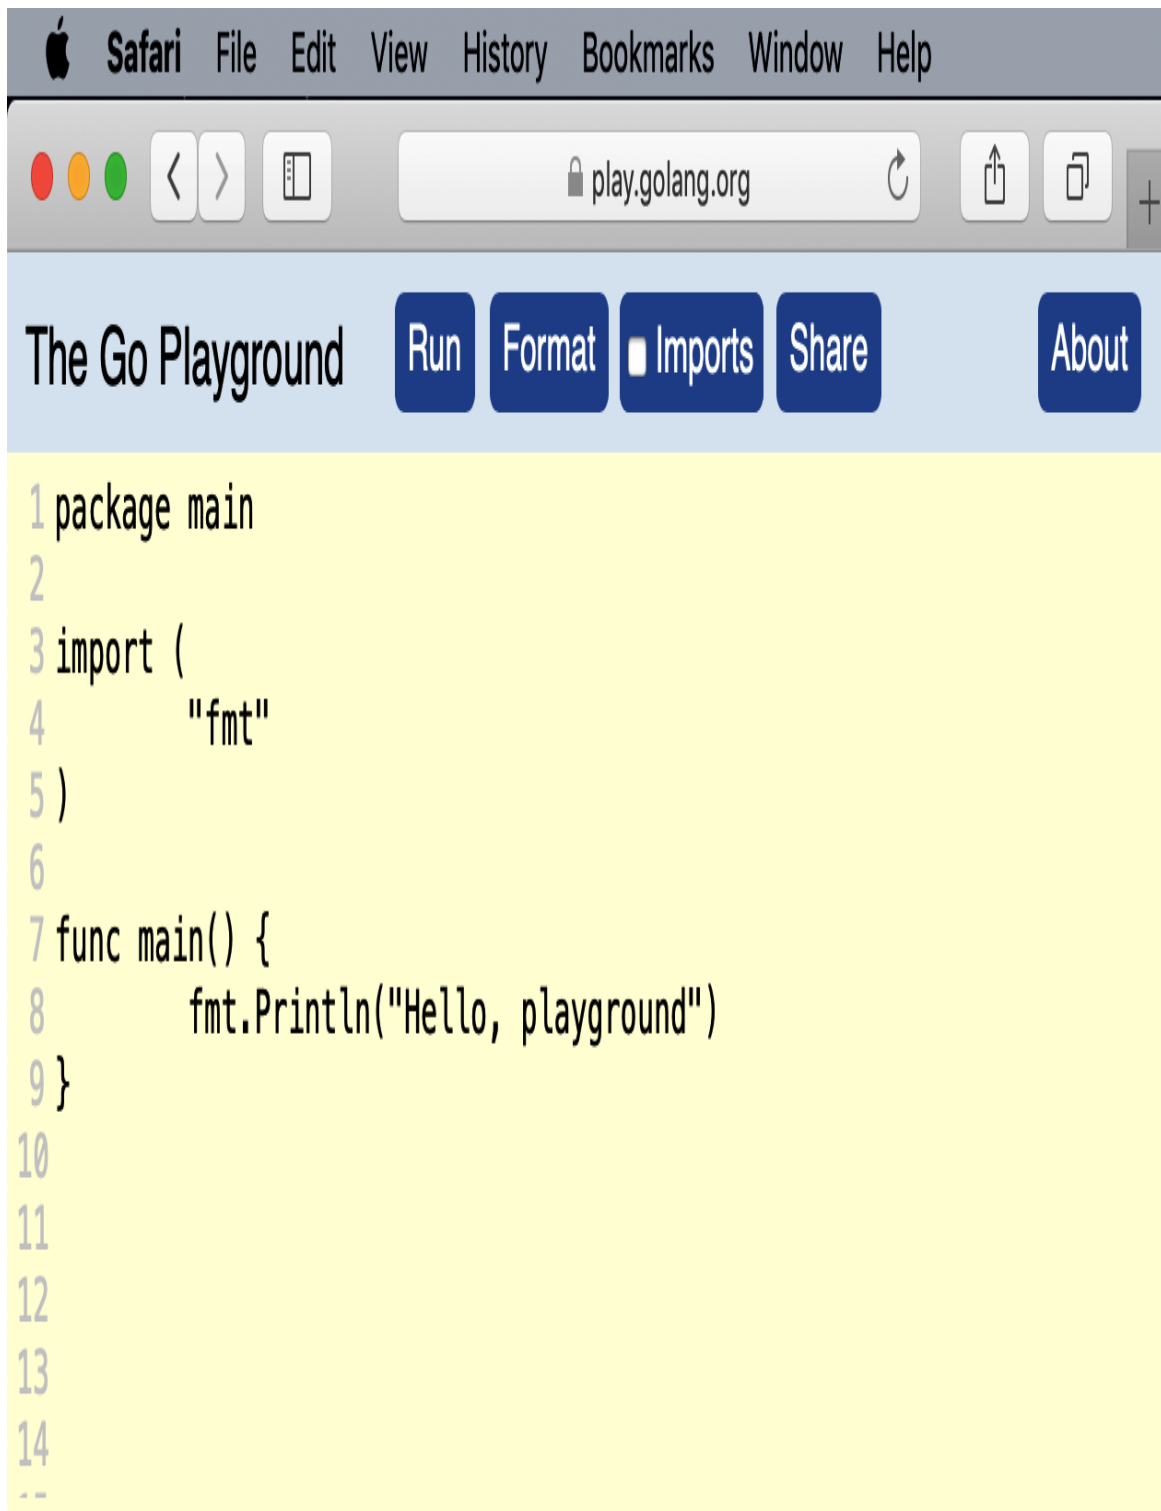 Safari File Edit View History Bookmarks Window Help
play.golang.org
The Go Playground Run Format Imports Share About
1 package main
2
3 import (
4 "fmt"
5 )
6
7 func main() {
8 fmt.Println("Hello, playground")
9 }
10
11
12
13
14